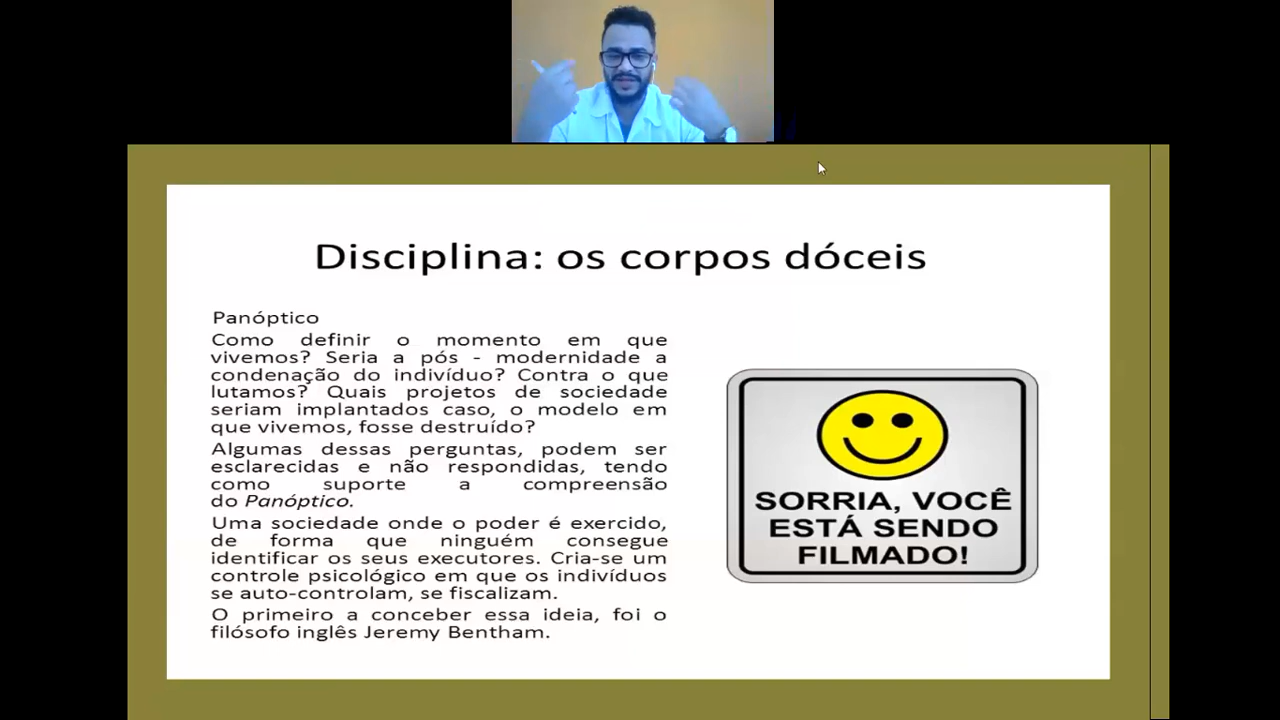 Disciplina: os corpos dóceis
Panóptico
Como definir o momento em que
vivemos? Seria a pós - modernidade a
condenação do indivíduo? Contra o que
lutamos? Quais projetos de sociedade
seriam implantados caso, o modelo em
que vivemos, fosse destruído?
Algumas dessas perguntas, podem ser
esclarecidas e não respondidas, tendo
como suporte a compreensão
do Panóptico.
Uma sociedade onde o poder é exercido,
de forma que ninguém consegue
identificar os seus executores. Cria-se um
controle psicológico em que os indivíduos
se auto-controlam, se fiscalizam.
O primeiro a conceber essa ideia, foi o
filósofo inglês Jeremy Bentham.
SORRIA, VOCÊ
ESTÁ SENDO
FILMADO!